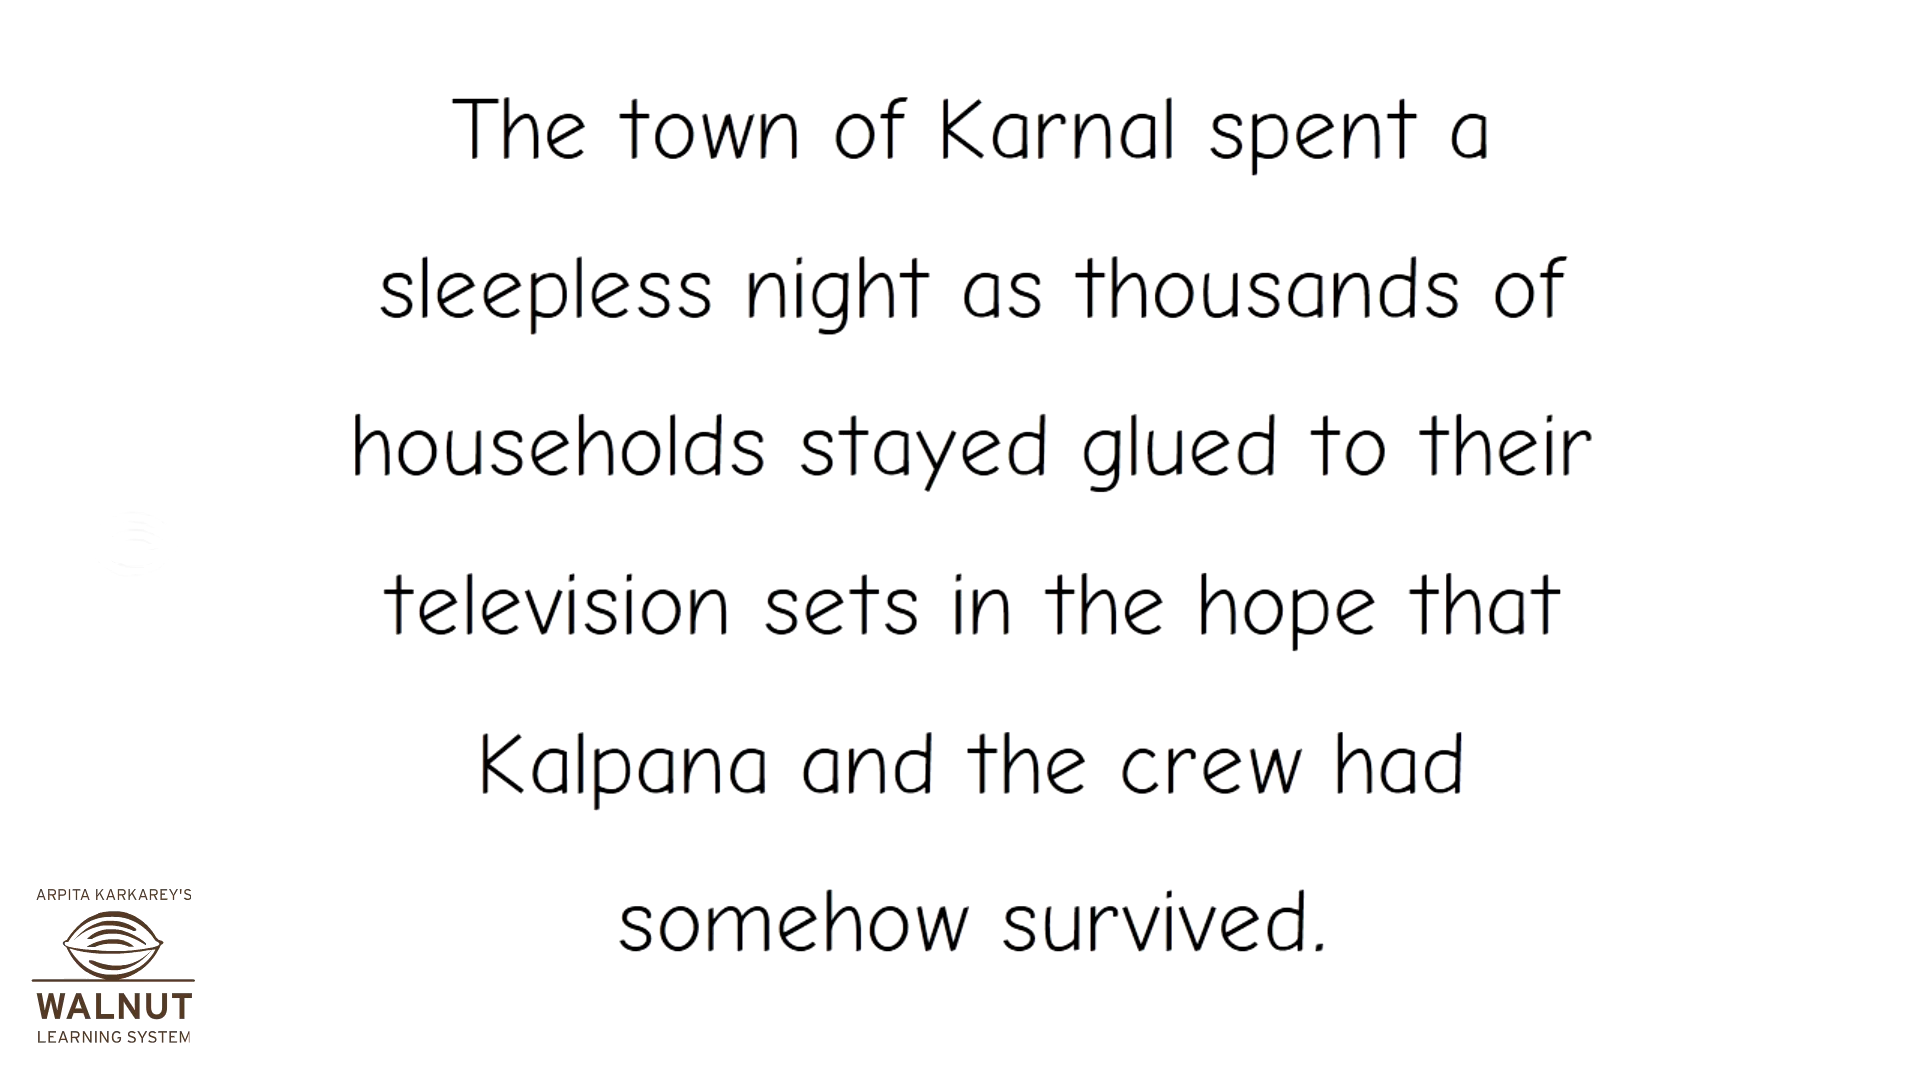 The town of Karnal spent a
sleepless night as thousands of
households stayed glued to their
television sets in the hope that
Kalpana and the crew had
somehow survived.
ARPITA KARKAREY'S
WALNUT
LEARNING SYSTEM